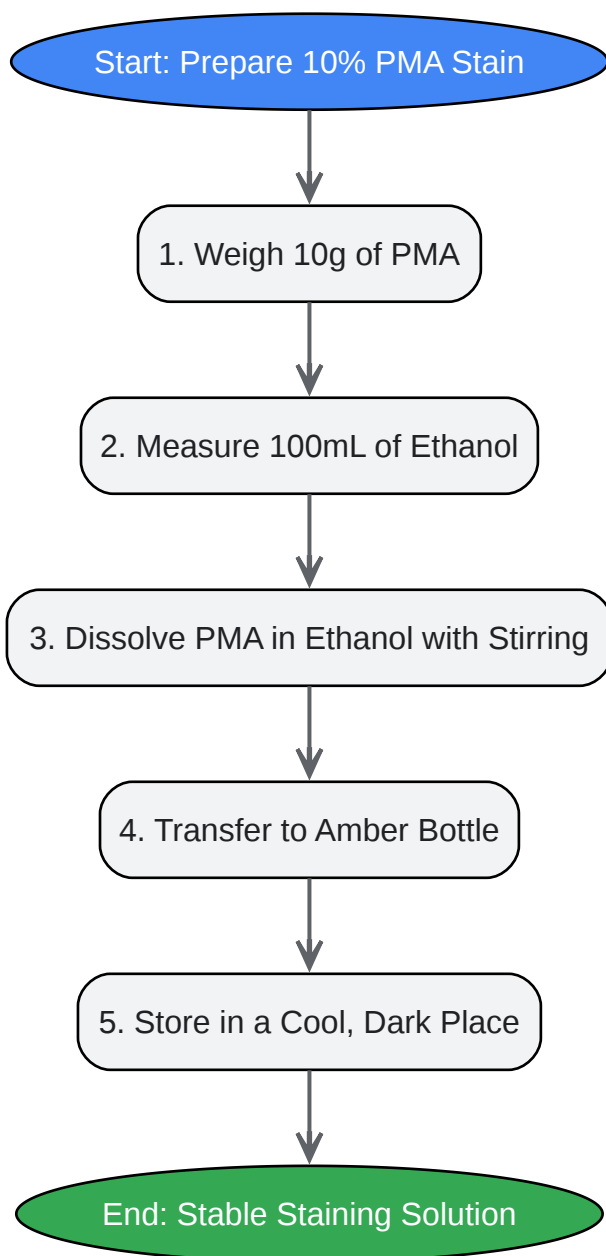 Start: Prepare 10% PMA Stain
1. Weigh 10g of PMA
2. Measure 100mL of Ethanol
3. Dissolve PMA in Ethanol with Stirring
4. Transfer to Amber Bottle
5. Store in a Cool, Dark Place
End: Stable Staining Solution